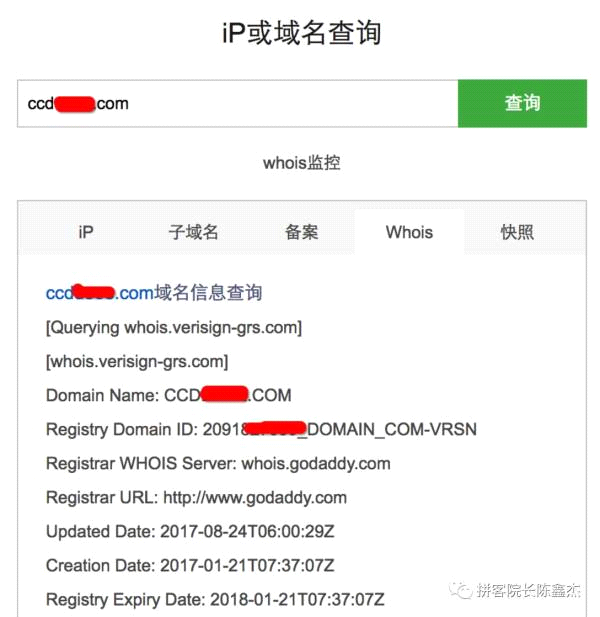 iP或域名查询
ccd .com
查询
whois监控
iP
子域名
备案
Whois
快照
ccd .com域名信息查询
[Querying whois.verisign-grs.com]
[whois.verisign-grs.com]
Domain Name: CCD .COM
Registry Domain ID: 2091 _DOMAIN_COM-VRSN
Registrar WHOIS Server: whois.godaddy.com
Registrar URL: http://www.godaddy.com
Updated Date: 2017-08-24T06:00:29Z
Creation Date: 2017-01-21T07:37:07Z
Registry Expiry Date: 2018-01-21T07:37:07Z
拼客院长陈鑫杰